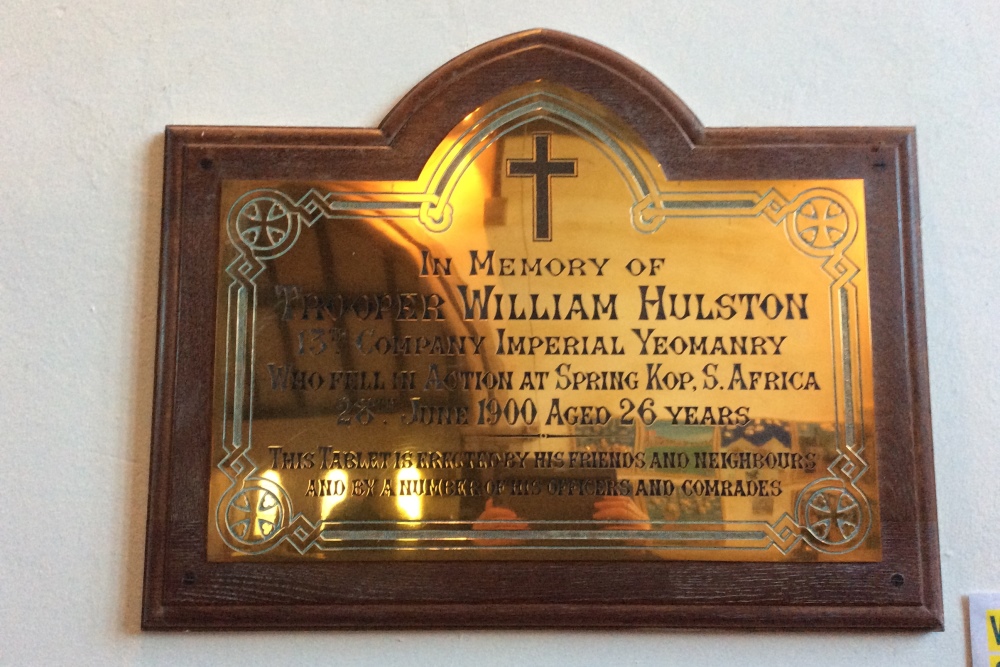 In Memory of
Trooper William Hulston
13th Company Imperial Yeomanry
Who fell in Action at Spring Kop, S. Africa
June 1900 Aged 26 years
This Tablet is erected by his friends and neighbours
and by a number of his officers and comrades